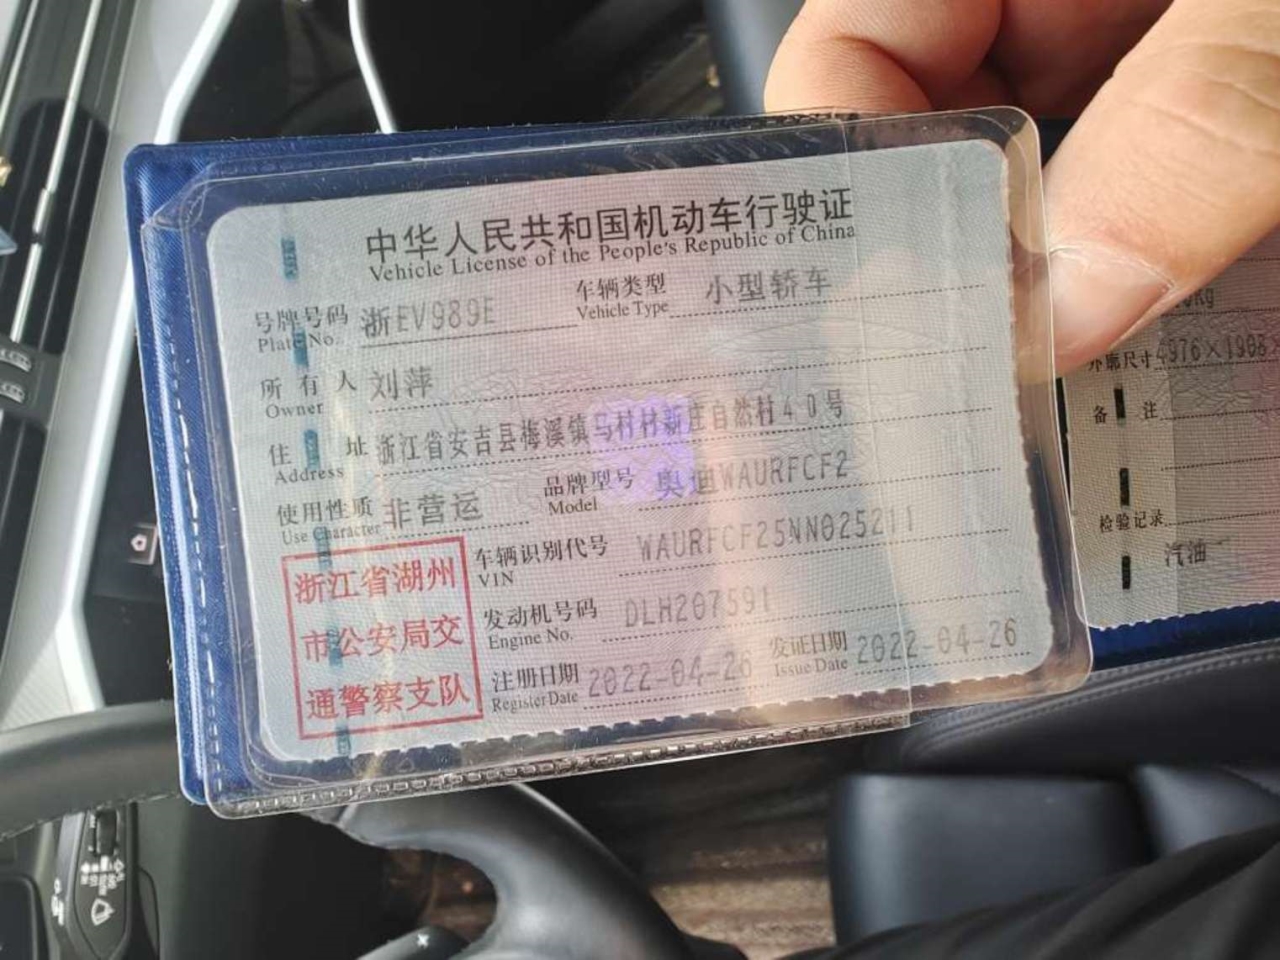 中华人民共和国机动车行驶证
Vehicle License of the People's Republic of China
号牌号码 浙EV989E 车辆类型 小型轿车
Plate No. Vehicle Type
所有人 刘萍
Owner
住址 浙江省安吉县梅溪镇马村村新庄自然村40号
Address
使用性质 非营运 品牌型号 奥迪WAURFCF2
Use Character Model
浙江省湖州
市公安局交
通警察支队
车辆识别代号 WAURFCF25NN025211
VIN
发动机号码 DLH207591
Engine No.
注册日期 2022-04-26 发证日期 2022-04-26
Register Date Issue Date
Kg
外廓尺寸 4976×1908×
备注
检验记录
汽油